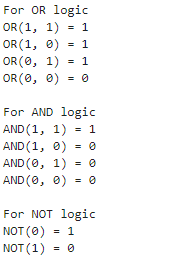 For OR logic
OR(1, 1) = 1
OR(1, 0) = 1
OR(0, 1) = 1
OR(0, 0) = 0

For AND logic
AND(1, 1) = 1
AND(1, 0) = 0
AND(0, 1) = 0
AND(0, 0) = 0

For NOT logic
NOT(0) = 1
NOT(1) = 0